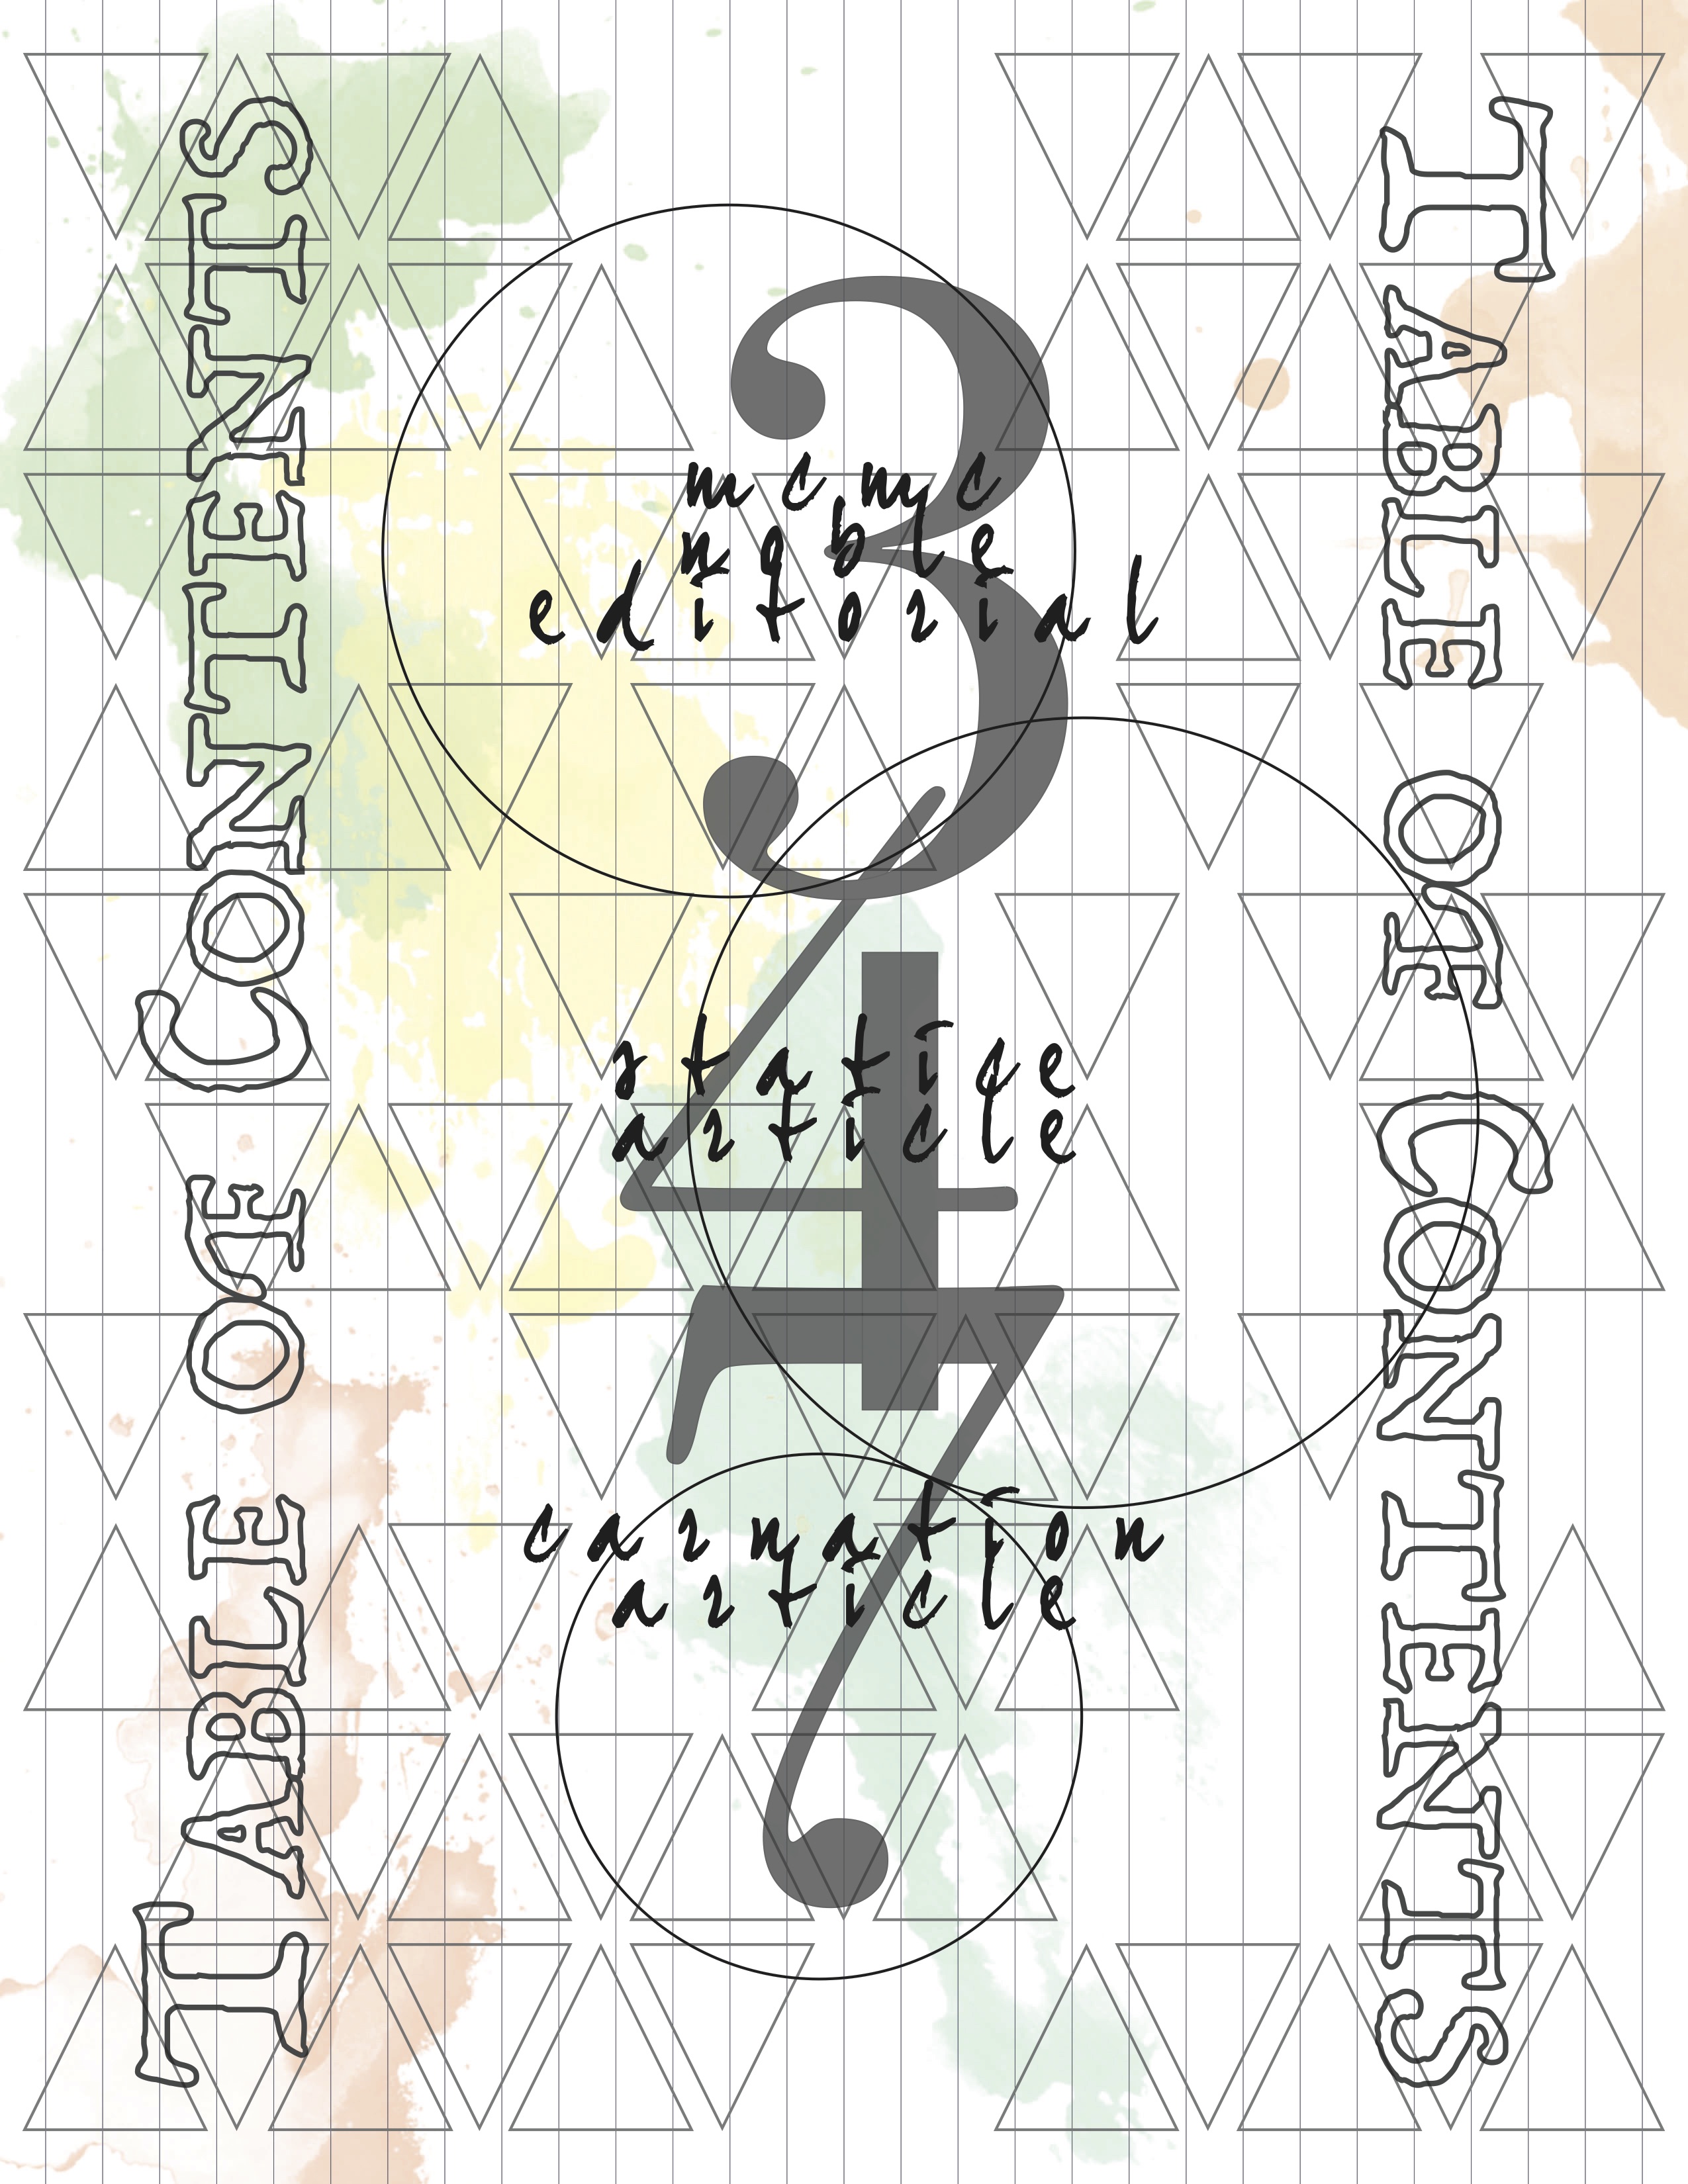 TABLE OF CONTENTS
3
mcmc
noble
editorial
4
statice
article
7
carnation
article
TABLE OF CONTENTS